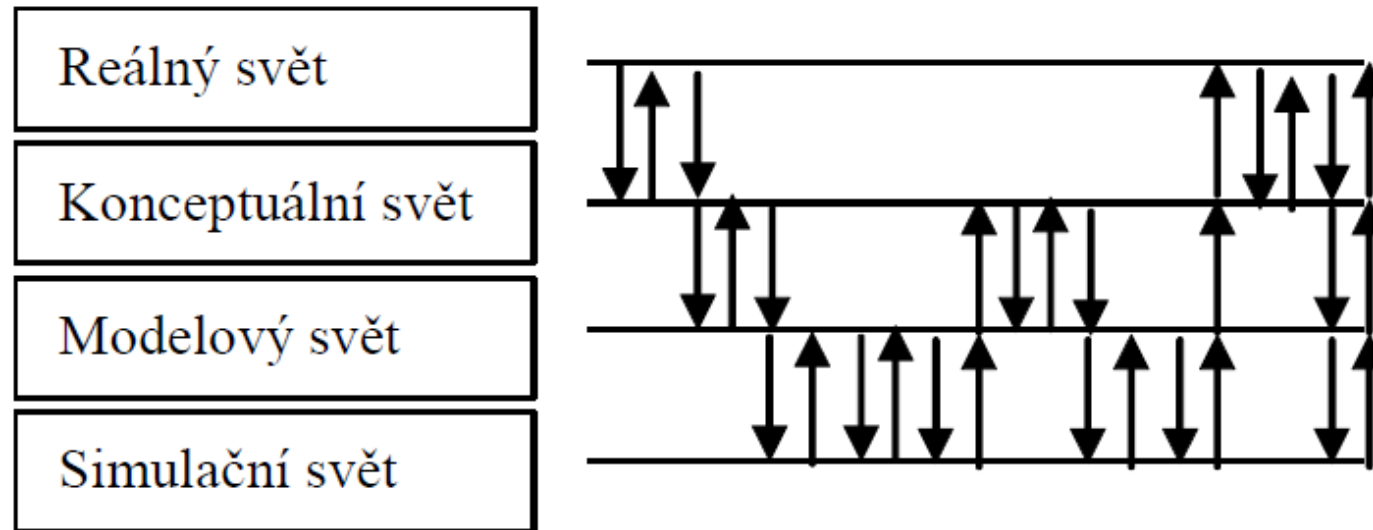 Reálný svět
Konceptuální svět
Modelový svět
Simulační svět